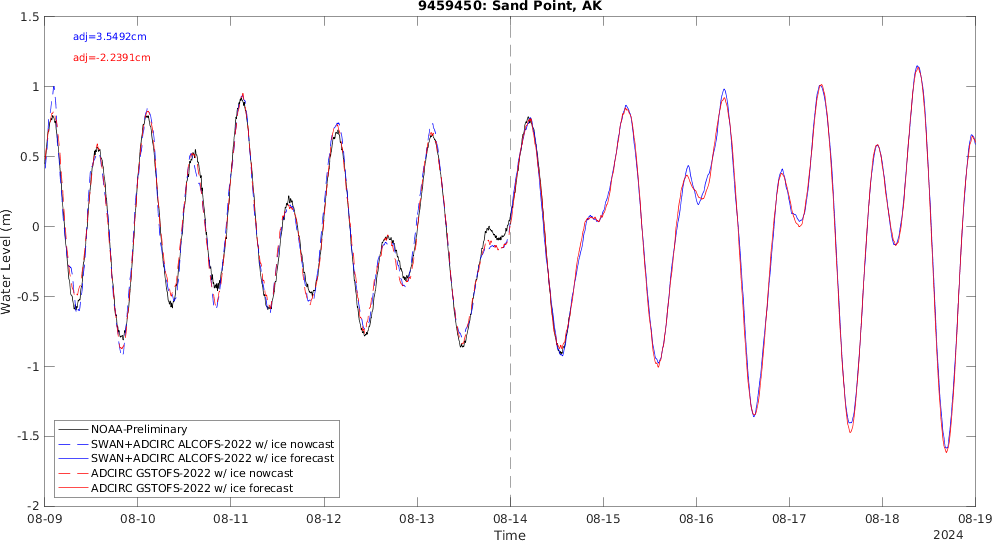 9459450: Sand Point, AK
adj=3.5492cm
adj=-2.2391cm
1.5
1
0.5
0
-0.5
-1
-1.5
-2
Water Level (m)
NOAA-Preliminary
SWAN+ADCIRC ALCOFS-2022 w/ ice nowcast
SWAN+ADCIRC ALCOFS-2022 w/ ice forecast
ADCIRC GSTOFS-2022 w/ ice nowcast
ADCIRC GSTOFS-2022 w/ ice forecast
08-09 08-10 08-11 08-12 08-13 08-14 08-15 08-16 08-17 08-18 08-19
Time
2024